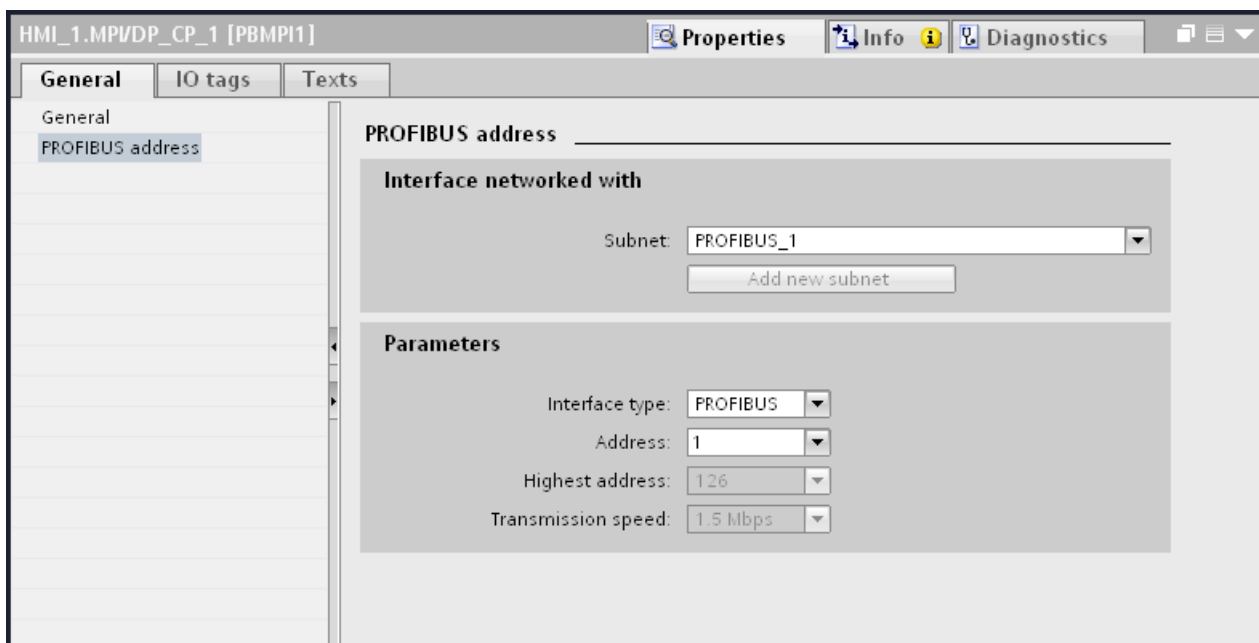 HMI_1.MPI/DP_CP_1 [PBMPI1]
Properties
Info
Diagnostics
General
IO tags
Texts
General
PROFIBUS address
PROFIBUS address
Interface networked with
Subnet: PROFIBUS_1
Add new subnet
Parameters
Interface type: PROFIBUS
Address: 1
Highest address: 126
Transmission speed: 1.5 Mbps